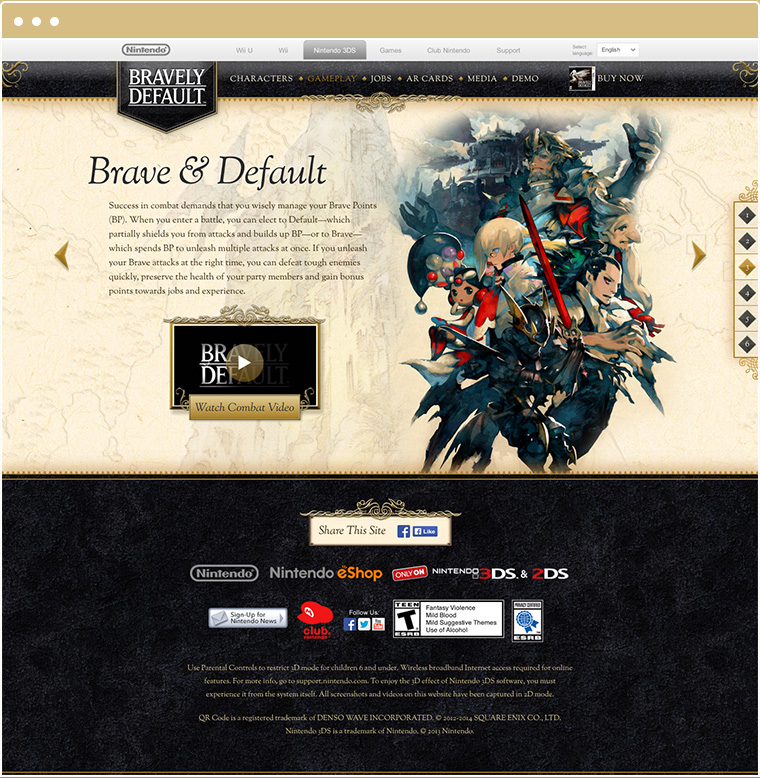 Nintendo
Wii U
Wii
Nintendo 3DS
Games
Club Nintendo
Support
Select language:
English
BRAVELY DEFAULT
CHARACTERS
GAMEPLAY
JOBS
AR CARDS
MEDIA
DEMO
BUY NOW
Brave & Default
Success in combat demands that you wisely manage your Brave Points
(BP). When you enter a battle, you can elect to Default—which
partially shields you from attacks and builds up BP—or to Brave—
which spends BP to unleash multiple attacks at once. If you unleash
your Brave attacks at the right time, you can defeat tough enemies
quickly, preserve the health of your party members and gain bonus
points towards jobs and experience.
1
2
3
4
5
6
BRAVELY
DEFAULT
Watch Combat Video
Share This Site
Like
Nintendo
Nintendo eShop
ONLY ON
NINTENDO 3DS & 2DS
Sign-Up for
Nintendo News
club
nintendo
Follow Us:
You Tube
TEEN
T
ESRB
Fantasy Violence
Mild Blood
Mild Suggestive Themes
Use of Alcohol
PRIVACY CERTIFIED
ESRB
Use Parental Controls to restrict 3D mode for children 6 and under. Wireless broadband Internet access required for online
features. For more info, go to support.nintendo.com. To enjoy the 3D effect of Nintendo 3DS software, you must
experience it from the system itself. All screenshots and videos on this website have been captured in 2D mode.
QR Code is a registered trademark of DENSO WAVE INCORPORATED. © 2012-2014 SQUARE ENIX CO., LTD.
Nintendo 3DS is a trademark of Nintendo. © 2013 Nintendo.